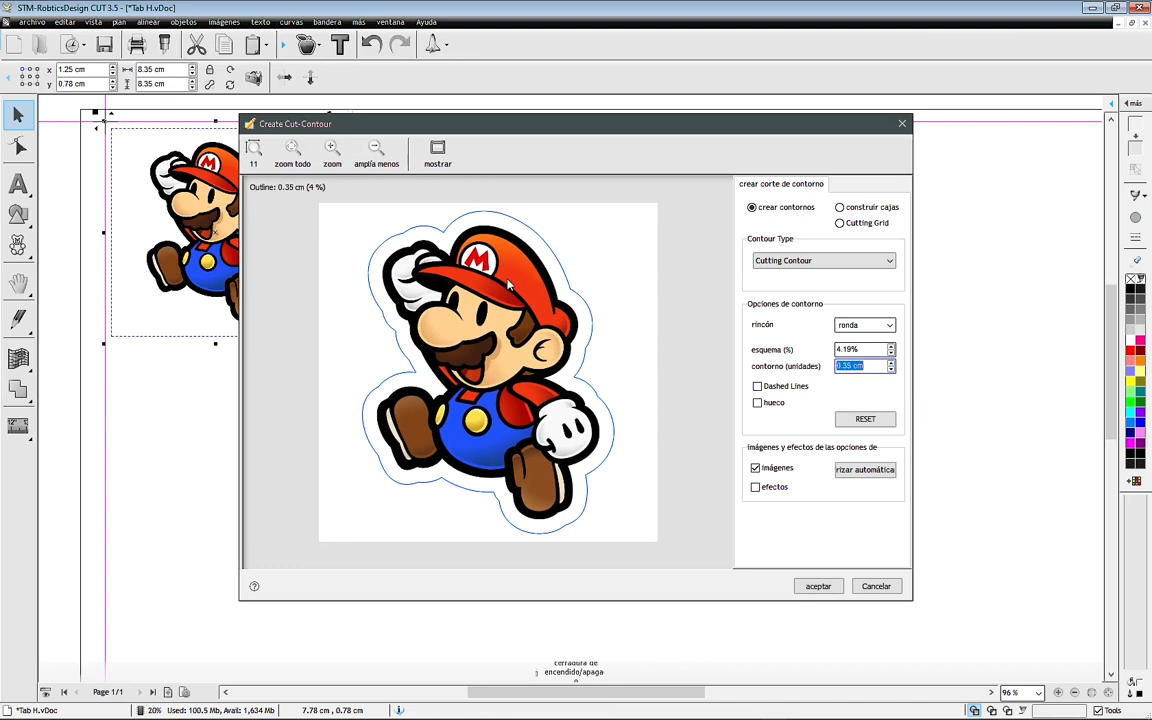 STM-RobticsDesign CUT 3.5 - [*Tab H.vDoc]
archivo editar vista plan alinear objetos imágenes texto curvas bandera más ventana Ayuda
x 1.25 cm 8.35 cm
y 0.78 cm 8.35 cm
más
Create Cut-Contour
11 zoom todo zoom amplía menos mostrar
Outline: 0.35 cm (4 %)
crear corte de contorno
crear contornos construir cajas
Cutting Grid
Contour Type
Cutting Contour
Opciones de contorno
rincón ronda
esquema (%) 4.19%
contorno (unidades) 0.35 cm
Dashed Lines
hueco
RESET
imágenes y efectos de las opciones de
imágenes rizar automática
efectos
M
M
aceptar Cancelar
cerradura de
encendido/apaga
Page 1/1
96 %
*Tab H.vDoc 20% Used: 100.5 Mb, Avail: 1,634 Mb 7.78 cm , 0.78 cm Tools
12"